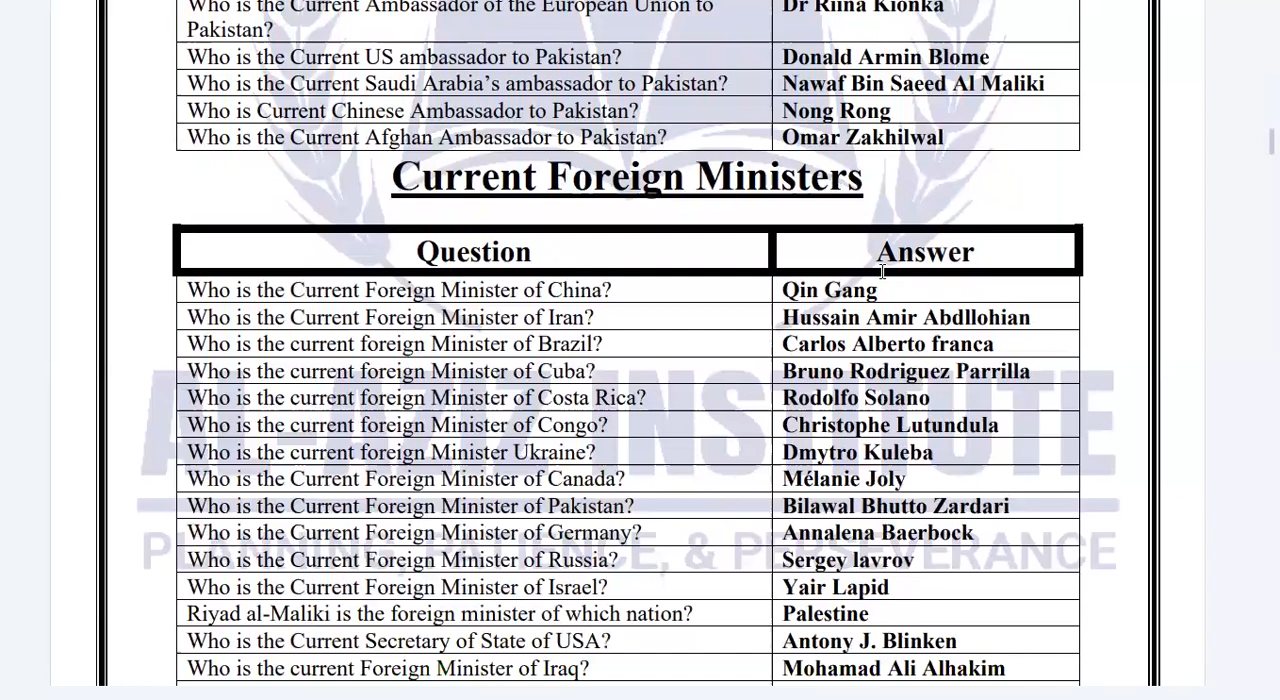 Who is the Current Ambassador of the European Union to Pakistan? Dr Riina Kionka
Who is the Current US ambassador to Pakistan? Donald Armin Blome
Who is the Current Saudi Arabia’s ambassador to Pakistan? Nawaf Bin Saeed Al Maliki
Who is Current Chinese Ambassador to Pakistan? Nong Rong
Who is the Current Afghan Ambassador to Pakistan? Omar Zakhilwal
Current Foreign Ministers
Question Answer
Who is the Current Foreign Minister of China? Qin Gang
Who is the Current Foreign Minister of Iran? Hussain Amir Abdllohian
Who is the current foreign Minister of Brazil? Carlos Alberto franca
Who is the current foreign Minister of Cuba? Bruno Rodriguez Parrilla
Who is the current foreign Minister of Costa Rica? Rodolfo Solano
Who is the current foreign Minister of Congo? Christophe Lutundula
Who is the current foreign Minister Ukraine? Dmytro Kuleba
Who is the Current Foreign Minister of Canada? Mélanie Joly
Who is the Current Foreign Minister of Pakistan? Bilawal Bhutto Zardari
Who is the Current Foreign Minister of Germany? Annalena Baerbock
Who is the Current Foreign Minister of Russia? Sergey lavrov
Who is the Current Foreign Minister of Israel? Yair Lapid
Riyad al-Maliki is the foreign minister of which nation? Palestine
Who is the Current Secretary of State of USA? Antony J. Blinken
Who is the current Foreign Minister of Iraq? Mohamad Ali Alhakim
AL-AZIZ INSTITUTE
PLANNING, PATIENCE, & PERSEVERANCE